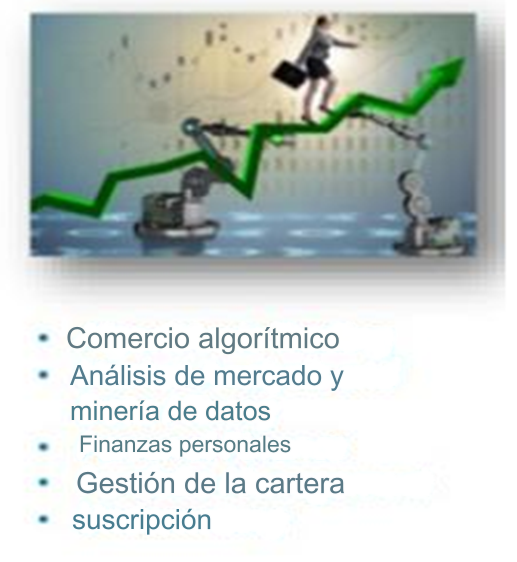 • Comercio algorítmico
• Análisis de mercado y
minería de datos
• Finanzas personales
• Gestión de la cartera
• suscripción